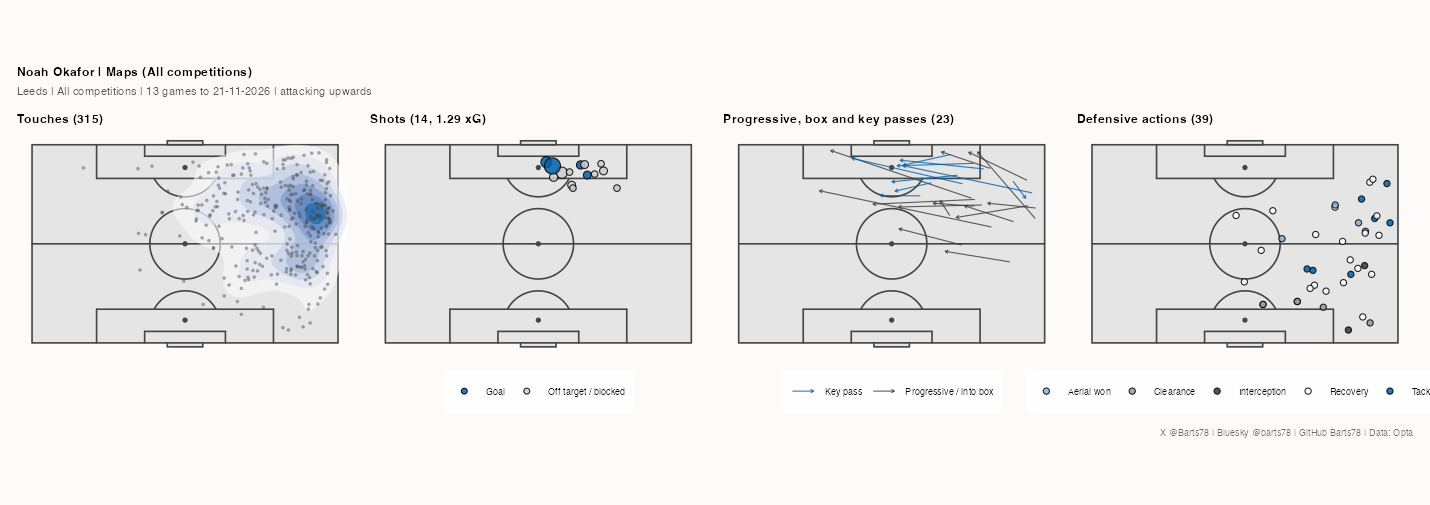 Noah Okafor | Maps (All competitions)
Leeds | All competitions | 13 games to 21-11-2026 | attacking upwards
Touches (315)
Shots (14, 1.29 xG)
Progressive, box and key passes (23)
Defensive actions (39)
Goal
Off target / blocked
Key pass
Progressive / into box
Aerial won
Clearance
Interception
Recovery
Tack
X @Barts78 | Bluesky @barts78 | GitHub Barts78 | Data: Opta